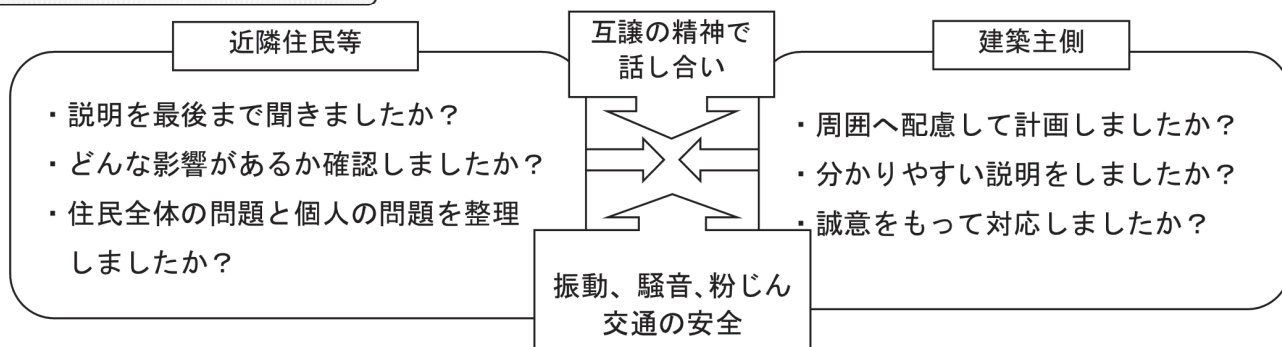 近隣住民等
・説明を最後まで聞きましたか？
・どんな影響があるか確認しましたか？
・住民全体の問題と個人の問題を整理
しましたか？
互譲の精神で
話し合い
振動、騒音、粉じん
交通の安全
建築主側
・周囲へ配慮して計画しましたか？
・分かりやすい説明をしましたか？
・誠意をもって対応しましたか？